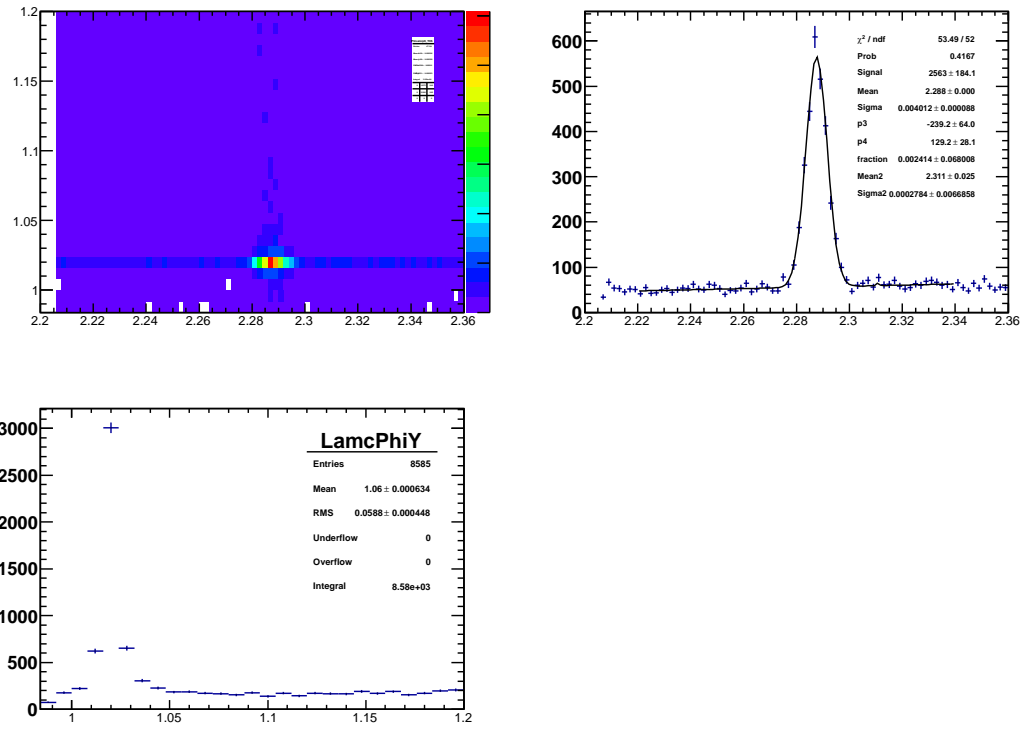 1.2
1.15
1.1
1.05
1
2.2 2.22 2.24 2.26 2.28 2.3 2.32 2.34 2.36
600
500
400
300
200
100
0
2.2 2.22 2.24 2.26 2.28 2.3 2.32 2.34 2.36
χ² / ndf 53.49 / 52
Prob 0.4167
Signal 2563 ± 184.1
Mean 2.288 ± 0.000
Sigma 0.004012 ± 0.000088
p3 -239.2 ± 64.0
p4 129.2 ± 28.1
fraction 0.002414 ± 0.068008
Mean2 2.311 ± 0.025
Sigma2 0.0002784 ± 0.0066858
3000
2500
2000
1500
1000
500
0
1 1.05 1.1 1.15 1.2
LamcPhiY
Entries 8585
Mean 1.06 ± 0.000634
RMS 0.0588 ± 0.000448
Underflow 0
Overflow 0
Integral 8.58e+03